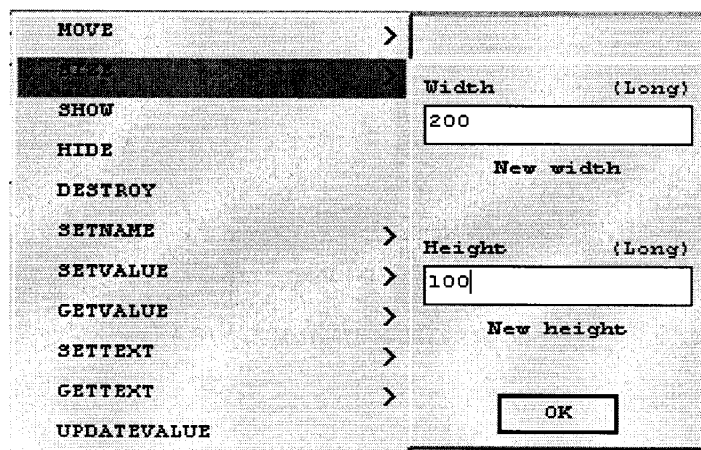 MOVE >
SIZE >
SHOW
HIDE
DESTROY
SETNAME >
SETVALUE >
GETVALUE >
SETTEXT >
GETTEXT >
UPDATEVALUE
Width (Long)
200
New width
Height (Long)
100
New height
OK